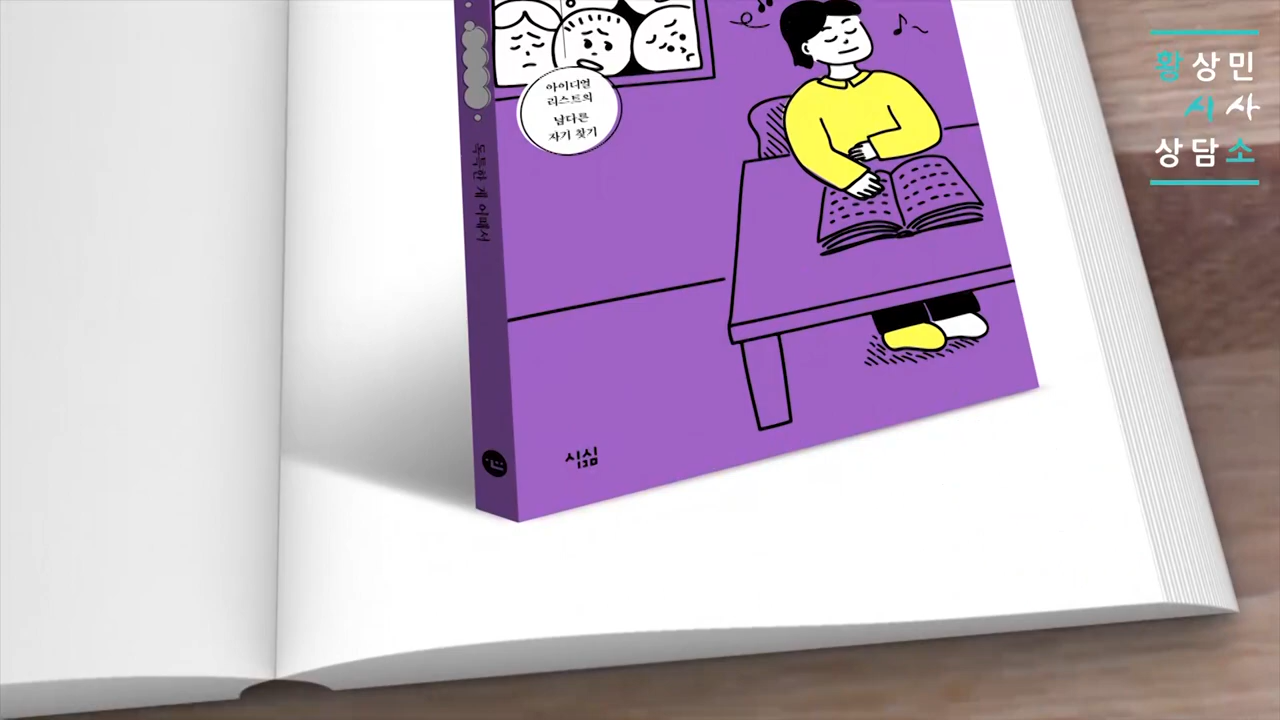 아이디얼
리스트의
남다른
자기 찾기
독특한 게 어때서
심심
황상민
시사
상담소